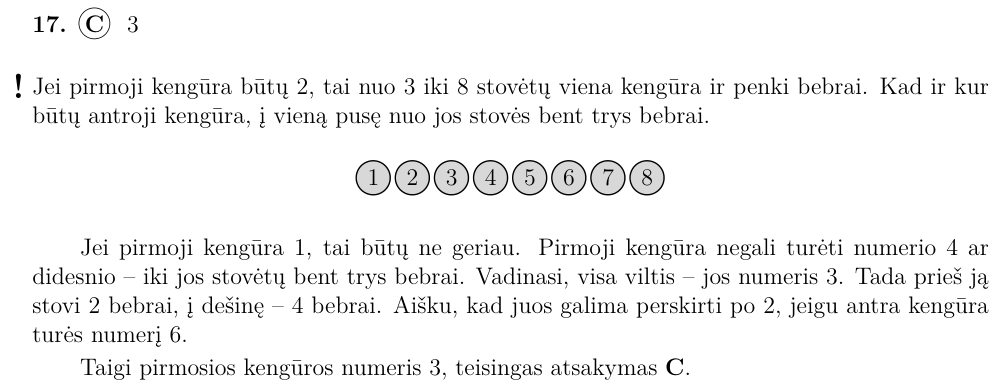 17. C 3
! Jei pirmoji kengūra būtų 2, tai nuo 3 iki 8 stovėtų viena kengūra ir penki bebrai. Kad ir kur
būtų antroji kengūra, į vieną pusę nuo jos stovės bent trys bebrai.
1 2 3 4 5 6 7 8
Jei pirmoji kengūra 1, tai būtų ne geriau. Pirmoji kengūra negali turėti numerio 4 ar
didesnio – iki jos stovėtų bent trys bebrai. Vadinasi, visa viltis – jos numeris 3. Tada prieš ją
stovi 2 bebrai, į dešinę – 4 bebrai. Aišku, kad juos galima perskirti po 2, jeigu antra kengūra
turės numerį 6.
Taigi pirmosios kengūros numeris 3, teisingas atsakymas C.